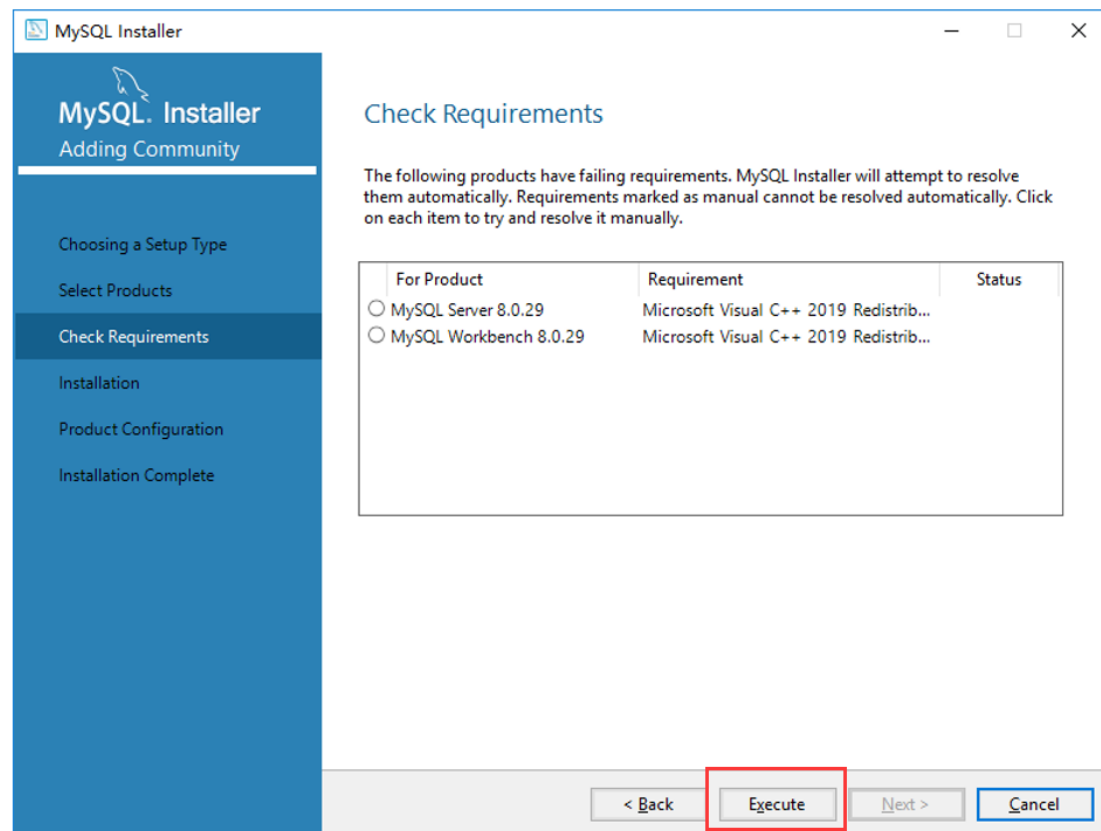 MySQL Installer
MySQL. Installer
Adding Community
Choosing a Setup Type
Select Products
Check Requirements
Installation
Product Configuration
Installation Complete
Check Requirements
The following products have failing requirements. MySQL Installer will attempt to resolve
them automatically. Requirements marked as manual cannot be resolved automatically. Click
on each item to try and resolve it manually.
For Product Requirement Status
MySQL Server 8.0.29 Microsoft Visual C++ 2019 Redistrib...
MySQL Workbench 8.0.29 Microsoft Visual C++ 2019 Redistrib...
< Back Execute Next > Cancel